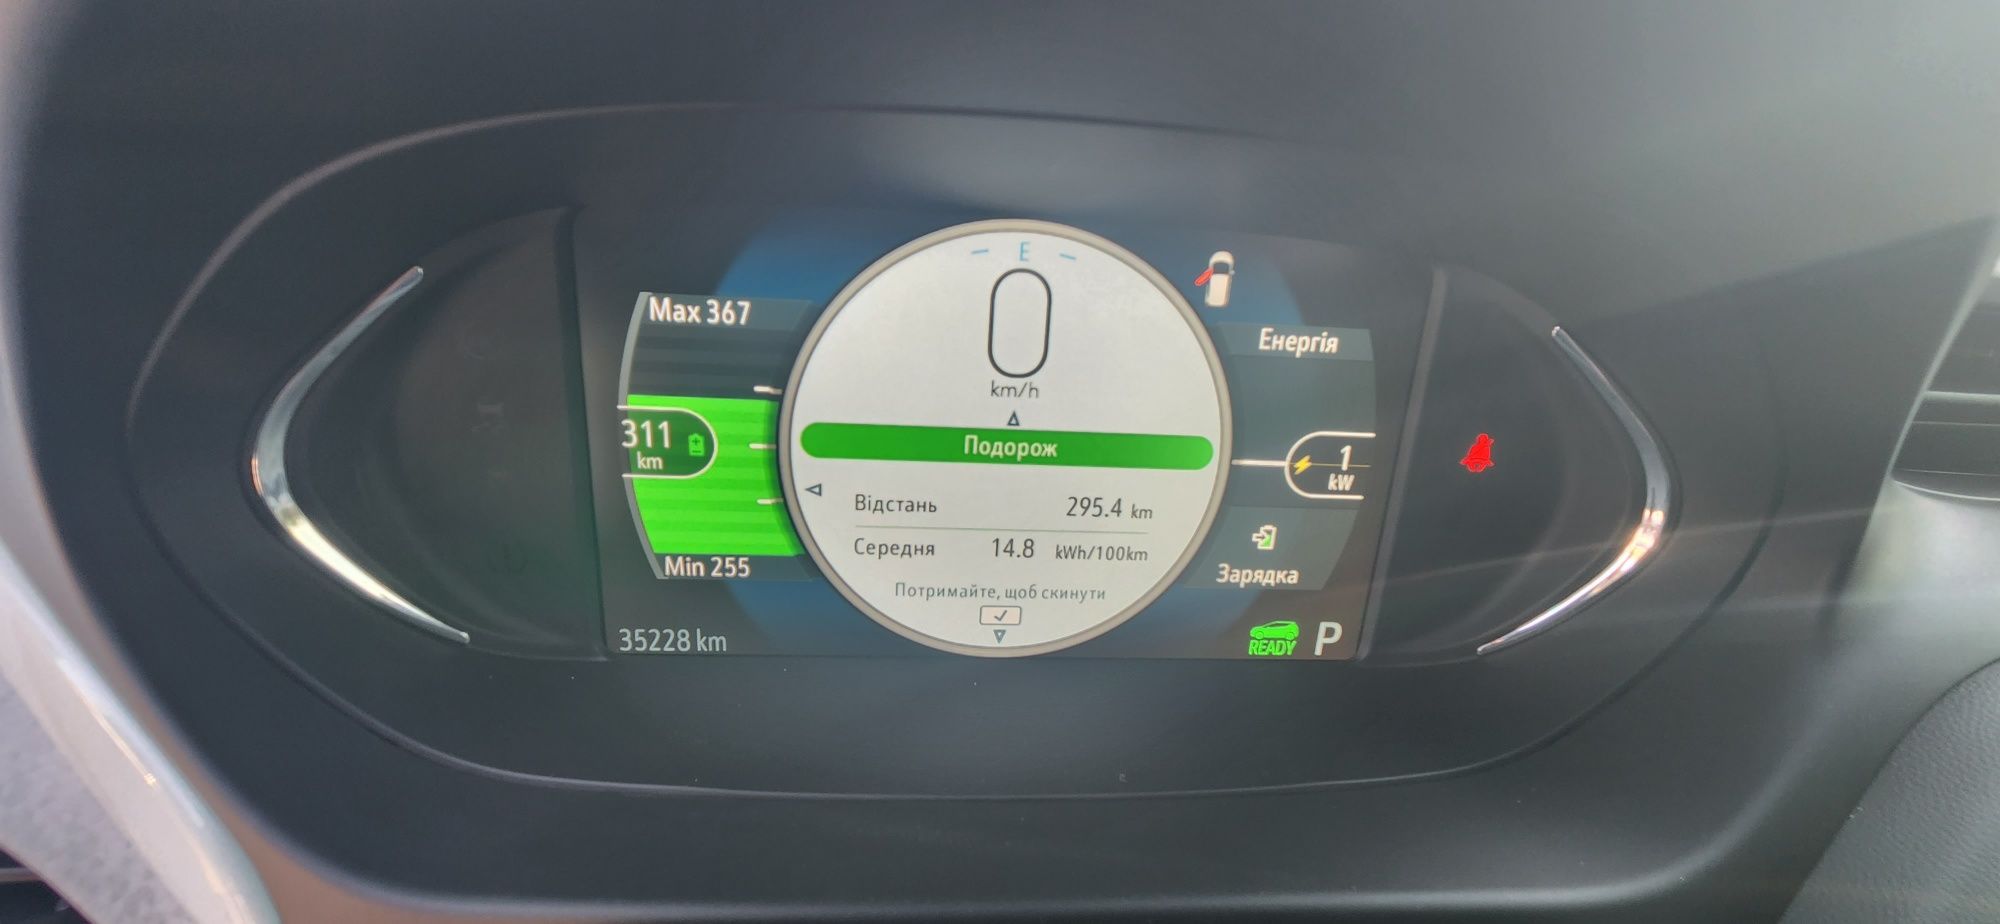 E
0
km/h
Max 367
Енергія
311
km
Подорож
1
kW
Відстань 295.4 km
Середня 14.8 kWh/100km
Min 255
Зарядка
Потримайте, щоб скинути
35228 km
READY P